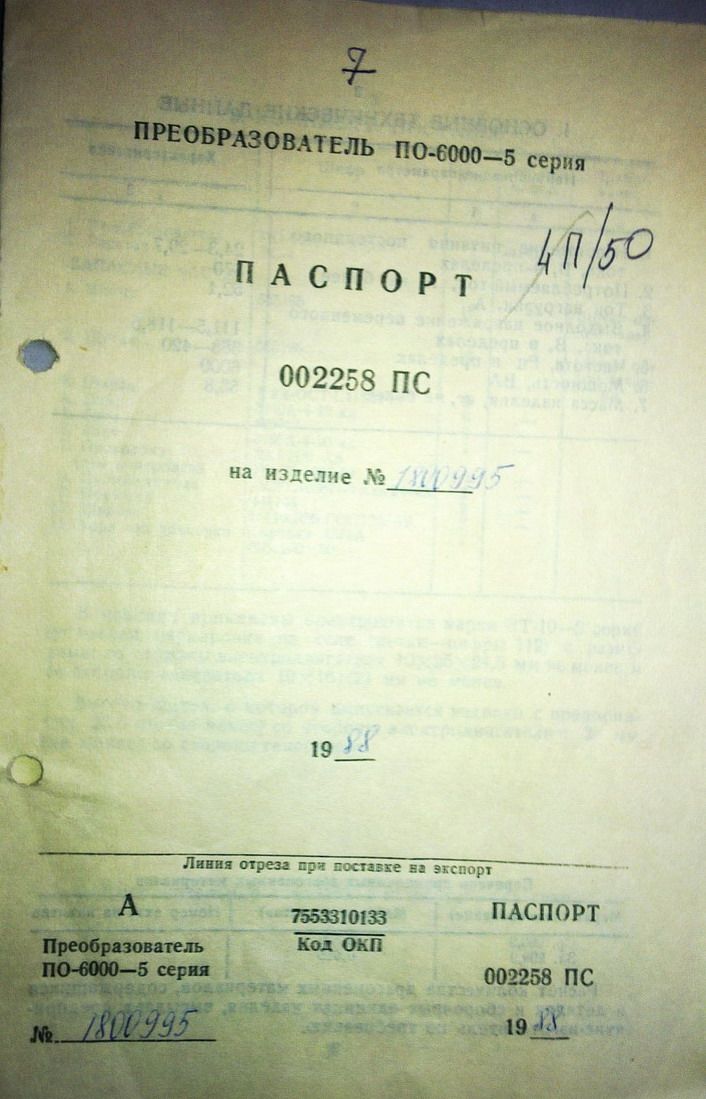 7
ПРЕОБРАЗОВАТЕЛЬ ПО-6000—5 серия
4П/50
ПАСПОРТ
002258 ПС
на изделие № 1800995
1988
Линия отреза при поставке на экспорт
А
Преобразователь
ПО-6000—5 серия
№ 1800995
7553310133
Код ОКП
ПАСПОРТ
002258 ПС
1988